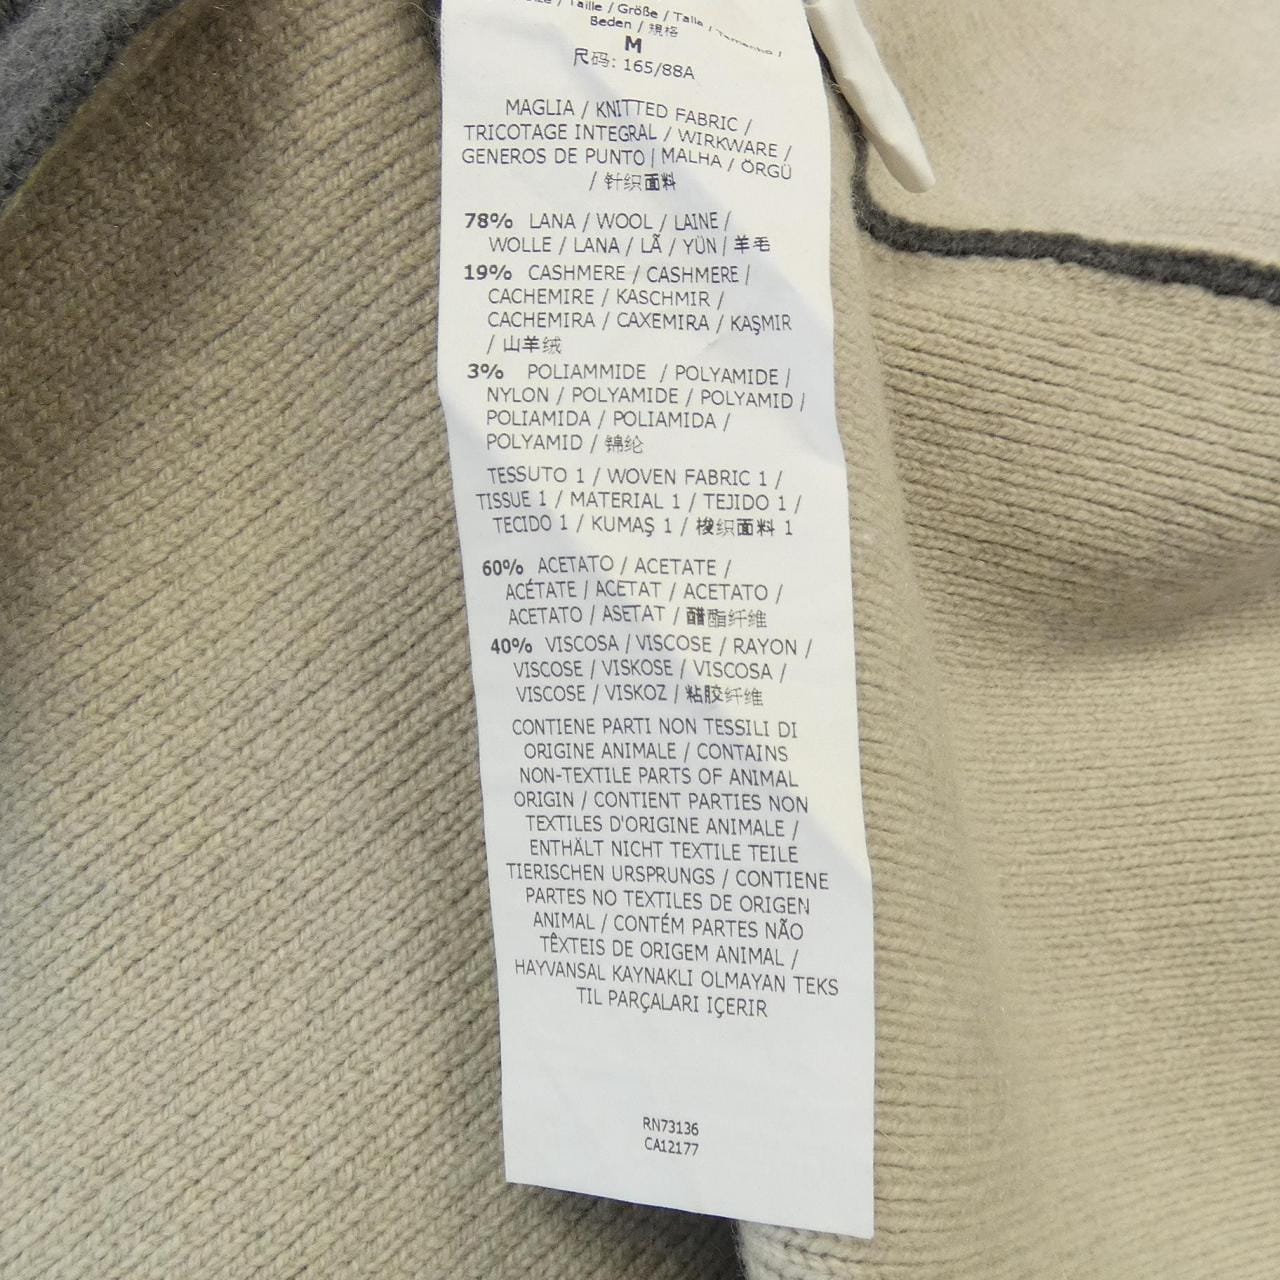 / Taille / Größe / Talla / Tamanho /
Beden / 规格
M
尺码: 165/88A
MAGLIA / KNITTED FABRIC /
TRICOTAGE INTEGRAL / WIRKWARE /
GENEROS DE PUNTO | MALHA / ÖRGÜ
/ 针织面料
78% LANA / WOOL / LAINE /
WOLLE / LANA / LÃ / YÜN | 羊毛
19% CASHMERE / CASHMERE /
CACHEMIRE / KASCHMIR /
CACHEMIRA / CAXEMIRA / KAŞMIR
/ 山羊绒
3% POLIAMMIDE / POLYAMIDE /
NYLON / POLYAMIDE / POLYAMID /
POLIAMIDA / POLIAMIDA /
POLYAMID / 锦纶
TESSUTO 1 / WOVEN FABRIC 1 /
TISSUE 1 / MATERIAL 1 / TEJIDO 1 /
TECIDO 1 / KUMAŞ 1 / 梭织面料 1
60% ACETATO / ACETATE /
ACÉTATE / ACETAT / ACETATO /
ACETATO / ASETAT / 醋酯纤维
40% VISCOSA / VISCOSE / RAYON /
VISCOSE / VISKOSE / VISCOSA /
VISCOSE / VISKOZ / 粘胶纤维
CONTIENE PARTI NON TESSILI DI
ORIGINE ANIMALE / CONTAINS
NON-TEXTILE PARTS OF ANIMAL
ORIGIN / CONTIENT PARTIES NON
TEXTILES D'ORIGINE ANIMALE /
ENTHÄLT NICHT TEXTILE TEILE
TIERISCHEN URSPRUNGS / CONTIENE
PARTES NO TEXTILES DE ORIGEN
ANIMAL / CONTÉM PARTES NÃO
TÊXTEIS DE ORIGEM ANIMAL /
HAYVANSAL KAYNAKLI OLMAYAN TEKS
TIL PARÇALARI IÇERIR
RN73136
CA12177